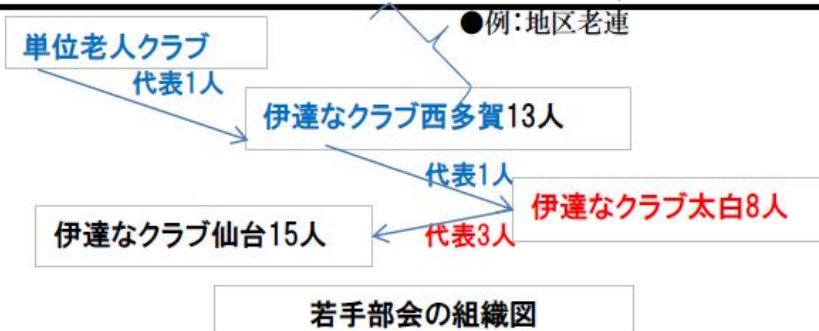 ●例：地区老連
単位老人クラブ
代表1人
伊達なクラブ西多賀13人
代表1人
伊達なクラブ太白8人
伊達なクラブ仙台15人
代表3人
若手部会の組織図